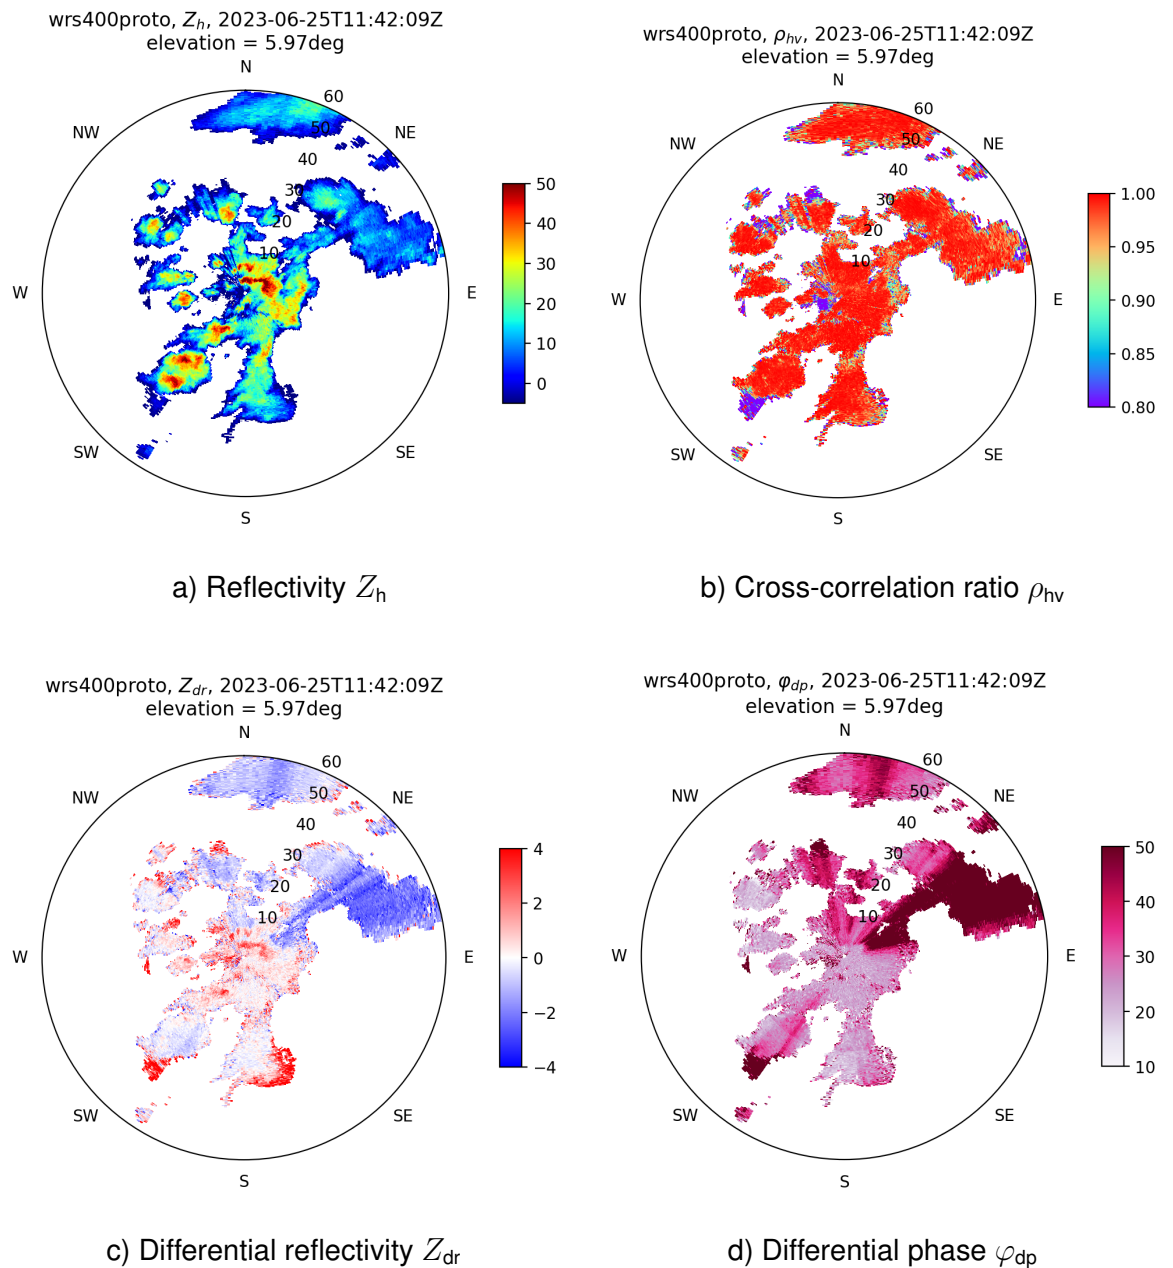 wrs400proto, Z_h, 2023-06-25T11:42:09Z
elevation = 5.97deg
N
NW
NE
W
E
SW
SE
S
60
50
40
30
20
10
50
40
30
20
10
0
a) Reflectivity Z_h
wrs400proto, ρ_hv, 2023-06-25T11:42:09Z
elevation = 5.97deg
N
NW
NE
W
E
SW
SE
S
60
50
40
30
20
10
1.00
0.95
0.90
0.85
0.80
b) Cross-correlation ratio ρ_hv
wrs400proto, Z_dr, 2023-06-25T11:42:09Z
elevation = 5.97deg
N
NW
NE
W
E
SW
SE
S
60
50
40
30
20
10
4
2
0
−2
−4
c) Differential reflectivity Z_dr
wrs400proto, φ_dp, 2023-06-25T11:42:09Z
elevation = 5.97deg
N
NW
NE
W
E
SW
SE
S
60
50
40
30
20
10
50
40
30
20
10
d) Differential phase φ_dp